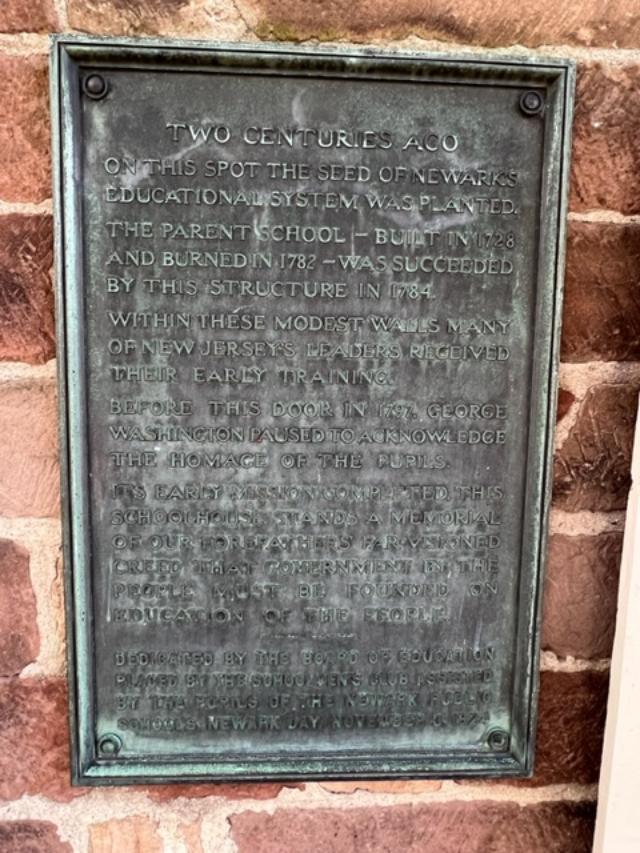 TWO CENTURIES AGO
ON THIS SPOT THE SEED OF NEWARK'S
EDUCATIONAL SYSTEM WAS PLANTED.
THE PARENT SCHOOL – BUILT IN 1728
AND BURNED IN 1782 – WAS SUCCEEDED
BY THIS STRUCTURE IN 1784.
WITHIN THESE MODEST WALLS MANY
OF NEW JERSEY'S LEADERS RECEIVED
THEIR EARLY TRAINING.
BEFORE THIS DOOR IN 1797, GEORGE
WASHINGTON PAUSED TO ACKNOWLEDGE
THE HOMAGE OF THE PUPILS.
ITS EARLY MISSION COMPLETED, THIS
SCHOOLHOUSE STANDS A MEMORIAL
OF OUR FOREFATHERS' FAR-VISIONED
CREED THAT GOVERNMENT BY THE
PEOPLE MUST BE FOUNDED ON
EDUCATION OF THE PEOPLE.
DEDICATED BY THE BOARD OF EDUCATION
PLACED BY THE SCHOOLMEN'S CLUB ASSISTED
BY THE PUPILS OF THE NEWARK PUBLIC
SCHOOLS. NEWARK DAY, NOVEMBER